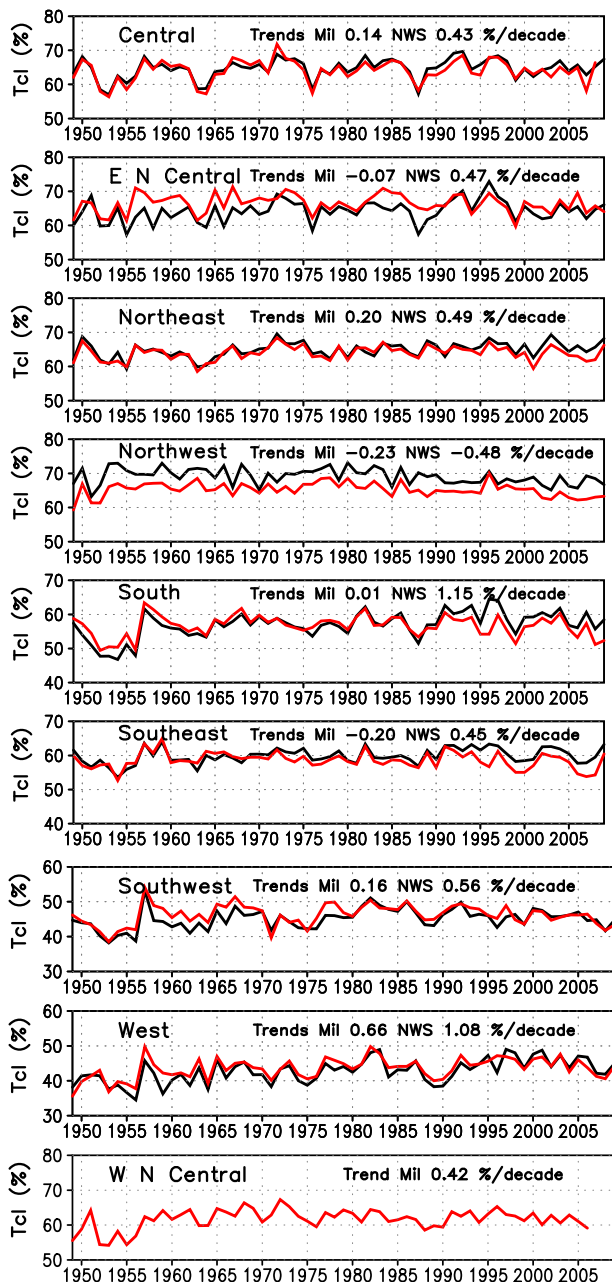 Central Trends Mil 0.14 NWS 0.43 %/decade
Tcl (%)
80
70
60
50
1950 1955 1960 1965 1970 1975 1980 1985 1990 1995 2000 2005
E N Central Trends Mil −0.07 NWS 0.47 %/decade
Tcl (%)
80
70
60
50
1950 1955 1960 1965 1970 1975 1980 1985 1990 1995 2000 2005
Northeast Trends Mil 0.20 NWS 0.49 %/decade
Tcl (%)
80
70
60
50
1950 1955 1960 1965 1970 1975 1980 1985 1990 1995 2000 2005
Northwest Trends Mil −0.23 NWS −0.48 %/decade
Tcl (%)
80
70
60
50
1950 1955 1960 1965 1970 1975 1980 1985 1990 1995 2000 2005
South Trends Mil 0.01 NWS 1.15 %/decade
Tcl (%)
70
60
50
40
1950 1955 1960 1965 1970 1975 1980 1985 1990 1995 2000 2005
Southeast Trends Mil −0.20 NWS 0.45 %/decade
Tcl (%)
70
60
50
40
1950 1955 1960 1965 1970 1975 1980 1985 1990 1995 2000 2005
Southwest Trends Mil 0.16 NWS 0.56 %/decade
Tcl (%)
60
50
40
30
1950 1955 1960 1965 1970 1975 1980 1985 1990 1995 2000 2005
West Trends Mil 0.66 NWS 1.08 %/decade
Tcl (%)
60
50
40
30
1950 1955 1960 1965 1970 1975 1980 1985 1990 1995 2000 2005
W N Central Trend Mil 0.42 %/decade
Tcl (%)
80
70
60
50
1950 1955 1960 1965 1970 1975 1980 1985 1990 1995 2000 2005